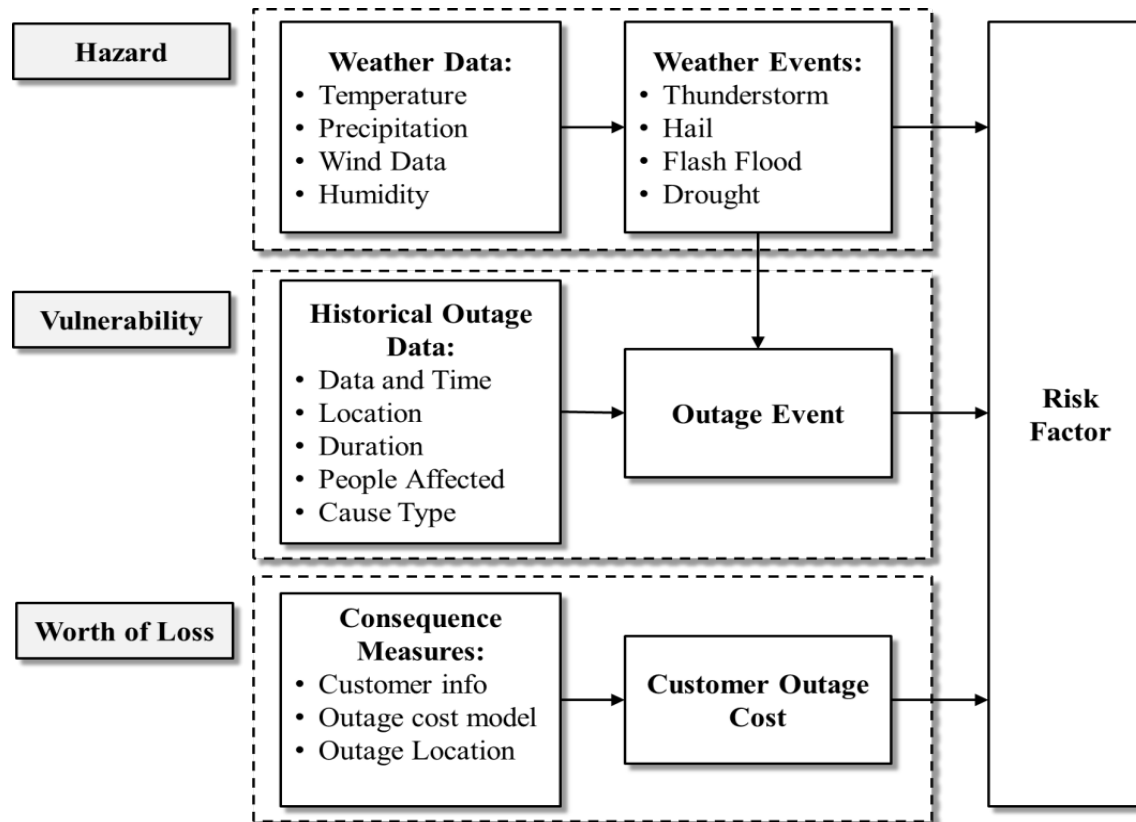 Hazard
Weather Data:
• Temperature
• Precipitation
• Wind Data
• Humidity
Weather Events:
• Thunderstorm
• Hail
• Flash Flood
• Drought
Vulnerability
Historical Outage
Data:
• Data and Time
• Location
• Duration
• People Affected
• Cause Type
Outage Event
Worth of Loss
Consequence
Measures:
• Customer info
• Outage cost model
• Outage Location
Customer Outage
Cost
Risk
Factor